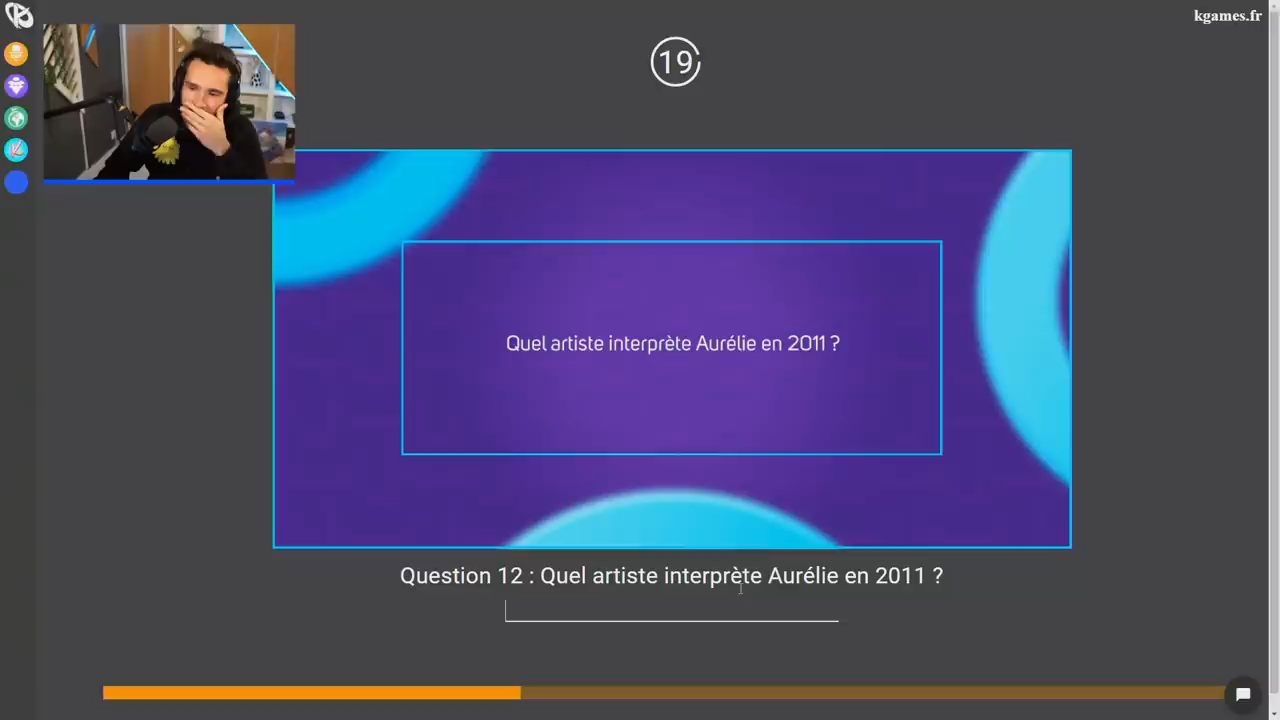 kgames.fr
19
Quel artiste interprète Aurélie en 2011 ?
Question 12 : Quel artiste interprète Aurélie en 2011 ?